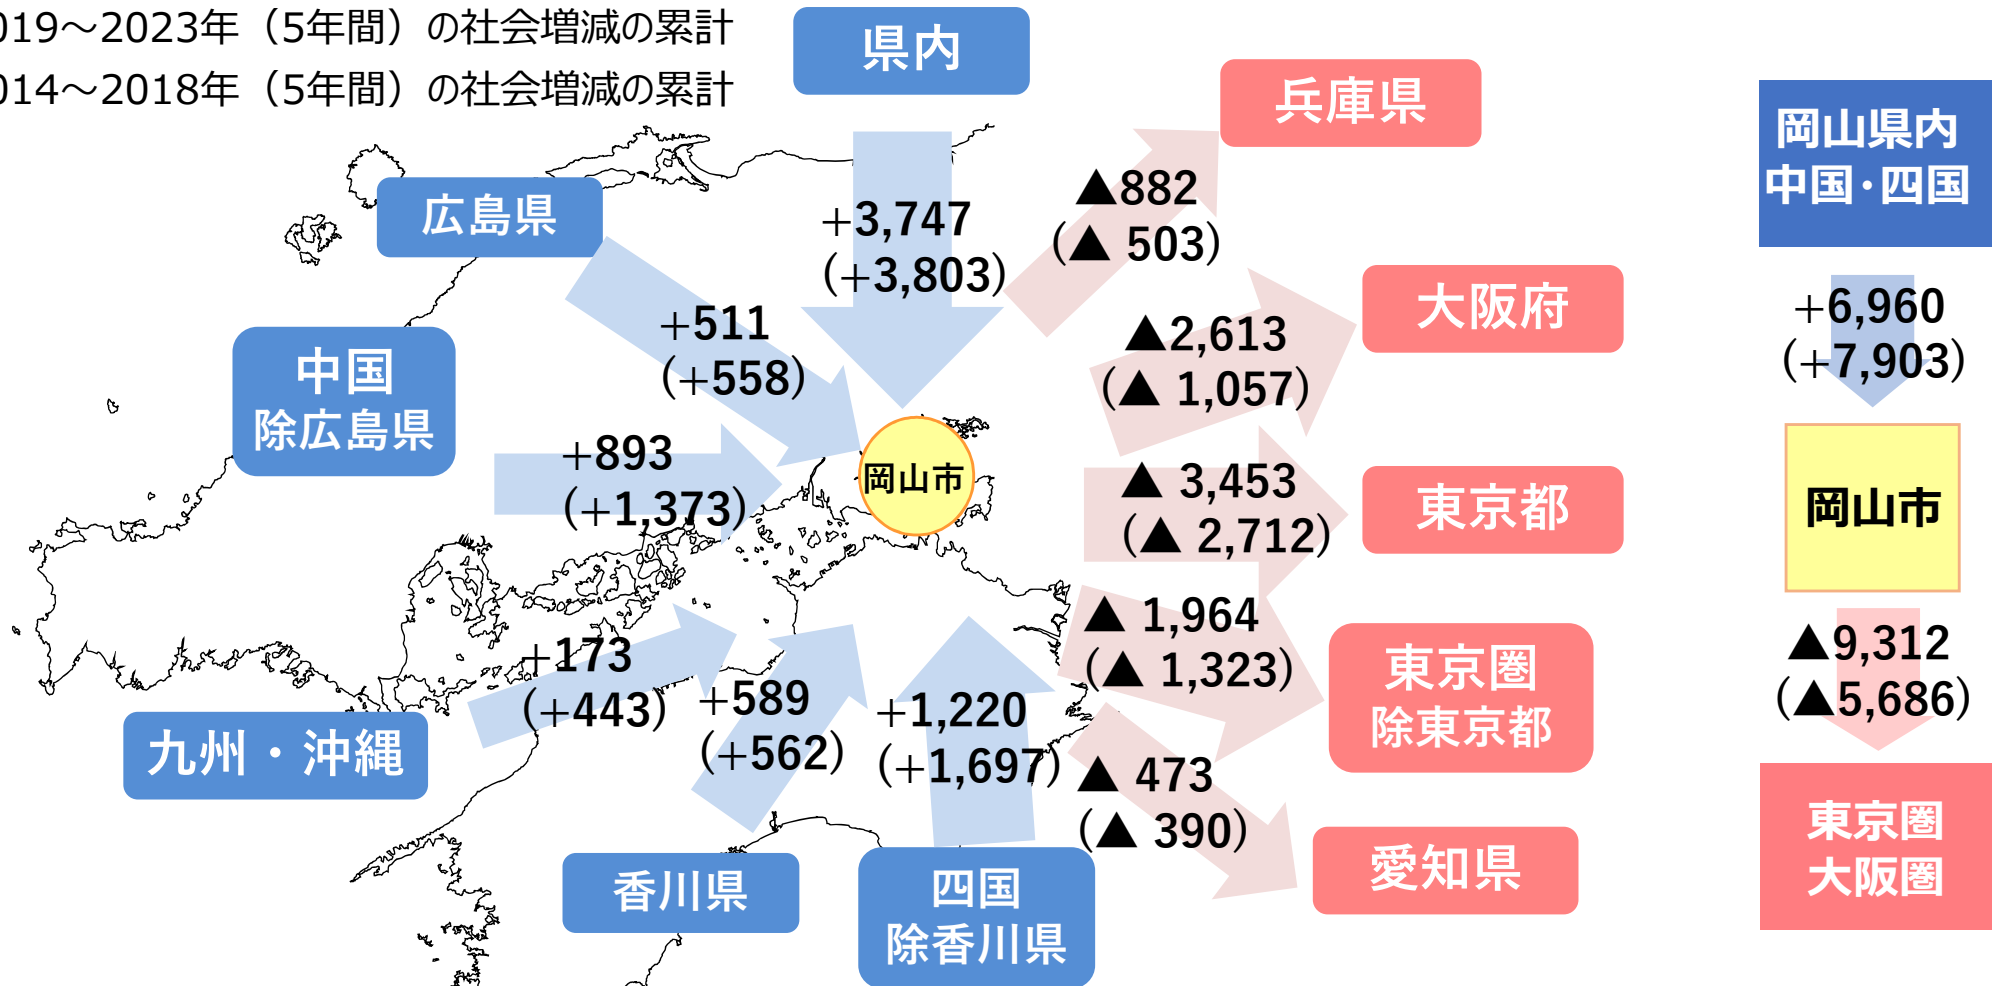 019～2023年（5年間）の社会増減の累計
014～2018年（5年間）の社会増減の累計
県内
兵庫県
岡山県内
中国・四国
広島県
+3,747
(+3,803)
▲882
(▲ 503)
大阪府
+6,960
(+7,903)
+511
(+558)
▲2,613
(▲ 1,057)
中国
除広島県
+893
(+1,373)
岡山市
▲ 3,453
(▲ 2,712)
東京都
岡山市
▲ 1,964
(▲ 1,323)
東京圏
除東京都
▲9,312
(▲5,686)
+173
(+443)
+589
(+562)
+1,220
(+1,697)
九州・沖縄
▲ 473
(▲ 390)
愛知県
東京圏
大阪圏
香川県
四国
除香川県